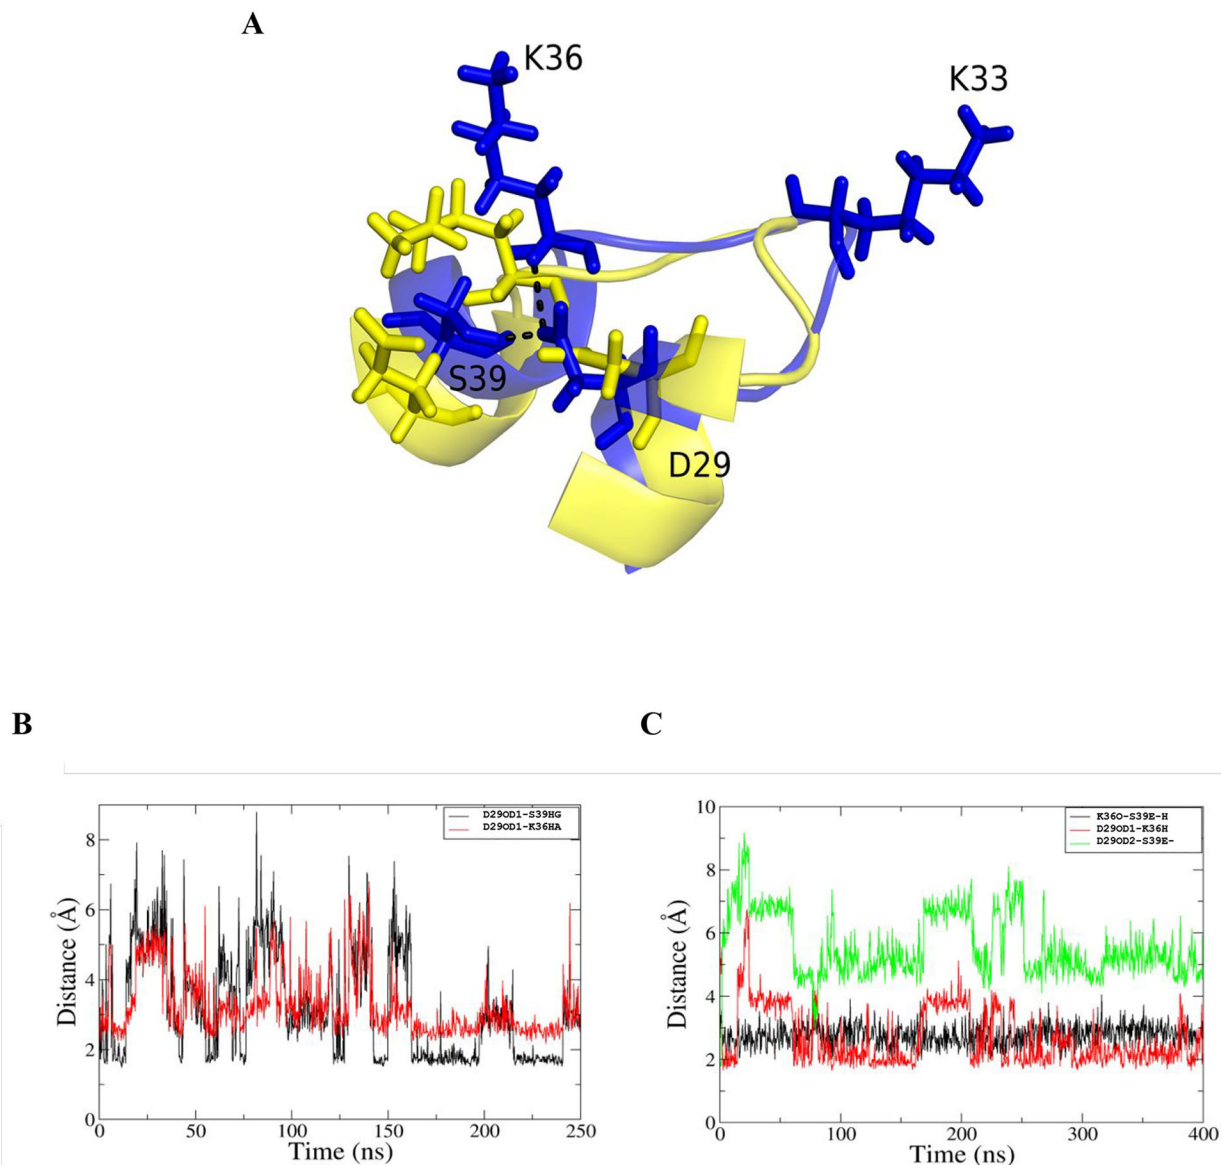 A
K36
K33
S39
D29
B
C
D29OD1-S39HG
D29OD1-K36HA
8
6
4
2
0
Distance (Å)
0
50
100
150
200
250
Time (ns)
K36O-S39E-H
D29OD1-K36H
D29OD2-S39E-
10
8
6
4
2
0
Distance (Å)
0
100
200
300
400
Time (ns)